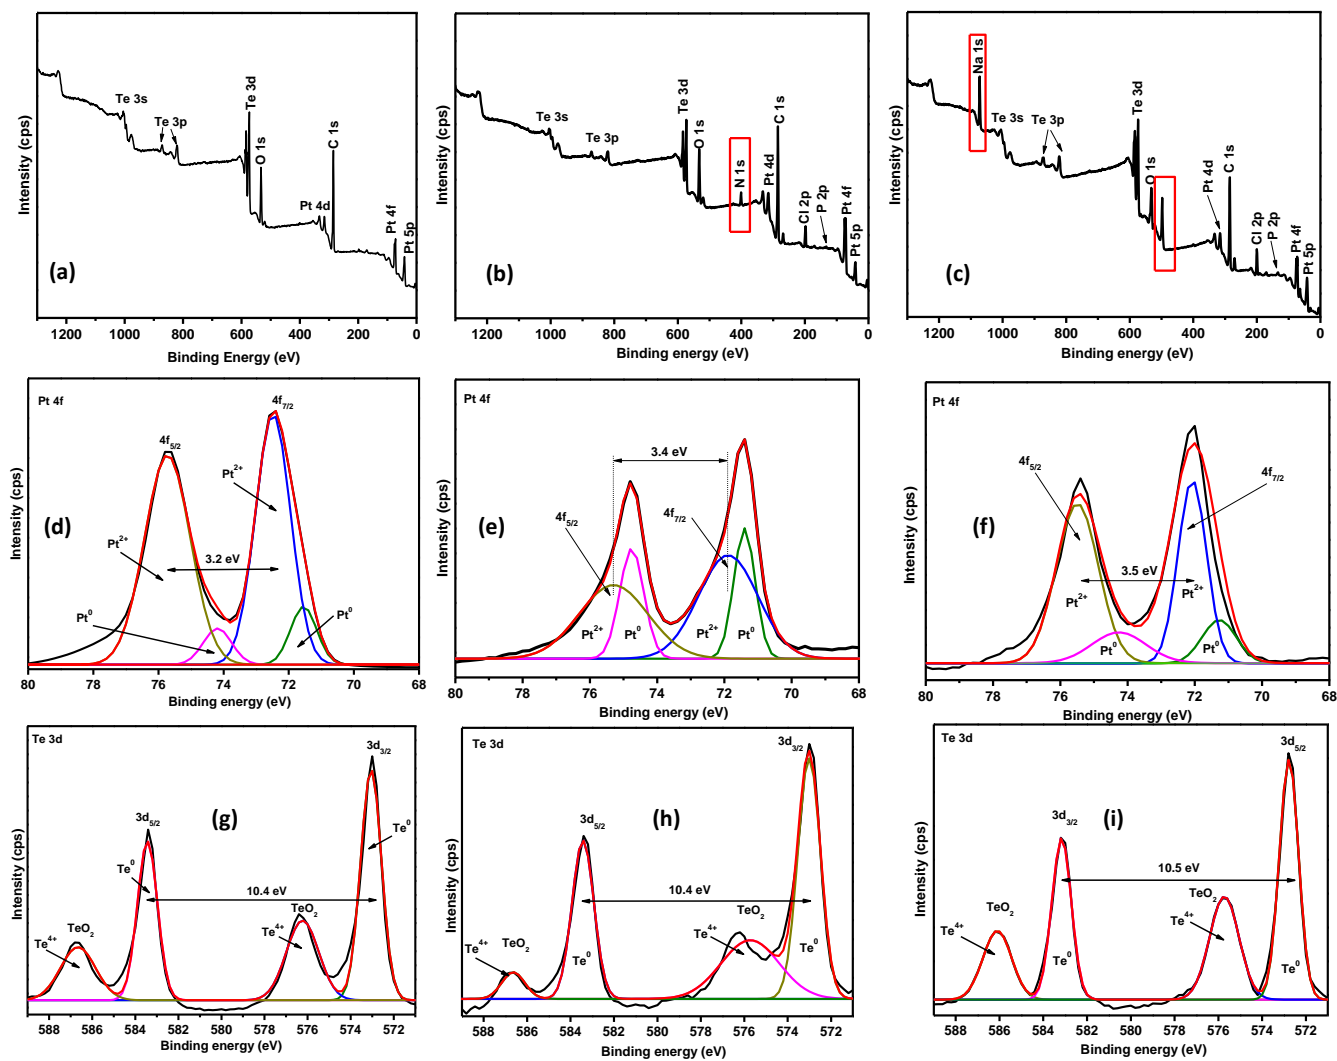 Intensity (cps)
Te 3s
Te 3p
Te 3d
O 1s
Pt 4d
C 1s
Pt 4f
Pt 5p
(a)
1200 1000 800 600 400 200 0
Binding Energy (eV)
Intensity (cps)
Te 3s
Te 3p
Te 3d
O 1s
N 1s
Pt 4d
C 1s
Cl 2p
P 2p
Pt 4f
Pt 5p
(b)
1200 1000 800 600 400 200 0
Binding energy (eV)
Intensity (cps)
Na 1s
Te 3s
Te 3p
Te 3d
O 1s
Pt 4d
C 1s
Cl 2p
P 2p
Pt 4f
Pt 5p
(c)
1200 1000 800 600 400 200 0
Binding energy (eV)
Intensity (cps)
Pt 4f
4f7/2
4f5/2
Pt2+
(d)
Pt2+
3.2 eV
Pt0
Pt0
80 78 76 74 72 70 68
Binding energy (eV)
Intensity (cps)
Pt 4f
3.4 eV
4f5/2
4f7/2
(e)
Pt2+
Pt0
Pt2+
Pt0
80 78 76 74 72 70 68
Binding energy (eV)
Intensity (cps)
Pt 4f
4f5/2
4f7/2
(f)
3.5 eV
Pt2+
Pt2+
Pt0
Pt0
80 78 76 74 72 70 68
Binding energy (eV)
Intensity (cps)
Te 3d
3d3/2
3d5/2
(g)
Te0
Te0
10.4 eV
TeO2
TeO2
Te4+
Te4+
588 586 584 582 580 578 576 574 572
Binding energy (eV)
Intensity (cps)
Te 3d
3d3/2
3d5/2
(h)
10.4 eV
TeO2
Te4+
TeO2
Te4+
Te0
Te0
588 586 584 582 580 578 576 574 572
Binding energy (eV)
Intensity (cps)
Te 3d
3d5/2
3d3/2
(i)
10.5 eV
TeO2
TeO2
Te4+
Te4+
Te0
Te0
588 586 584 582 580 578 576 574 572
Binding energy (eV)